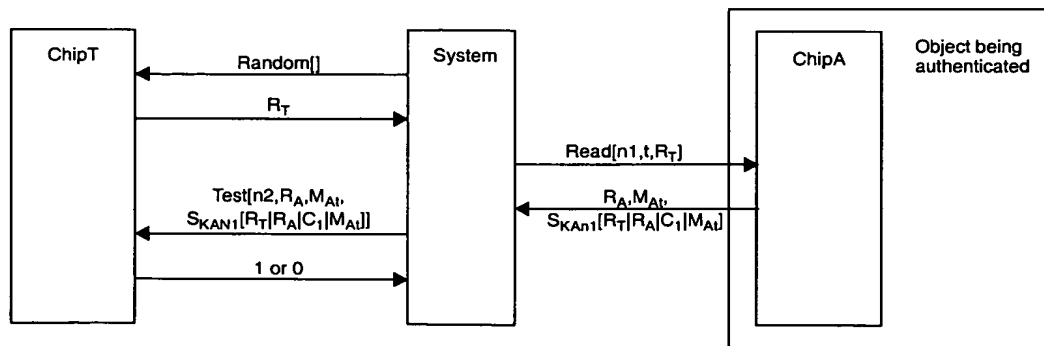 ChipT
System
ChipA
Object being
authenticated
Random[]
R_T
Read[n1,t,R_T]
Test[n2,R_A,M_At,
S_KAN1[R_T|R_A|C_1|M_At]]
R_A,M_At,
S_KAn1[R_T|R_A|C_1|M_At]
1 or 0